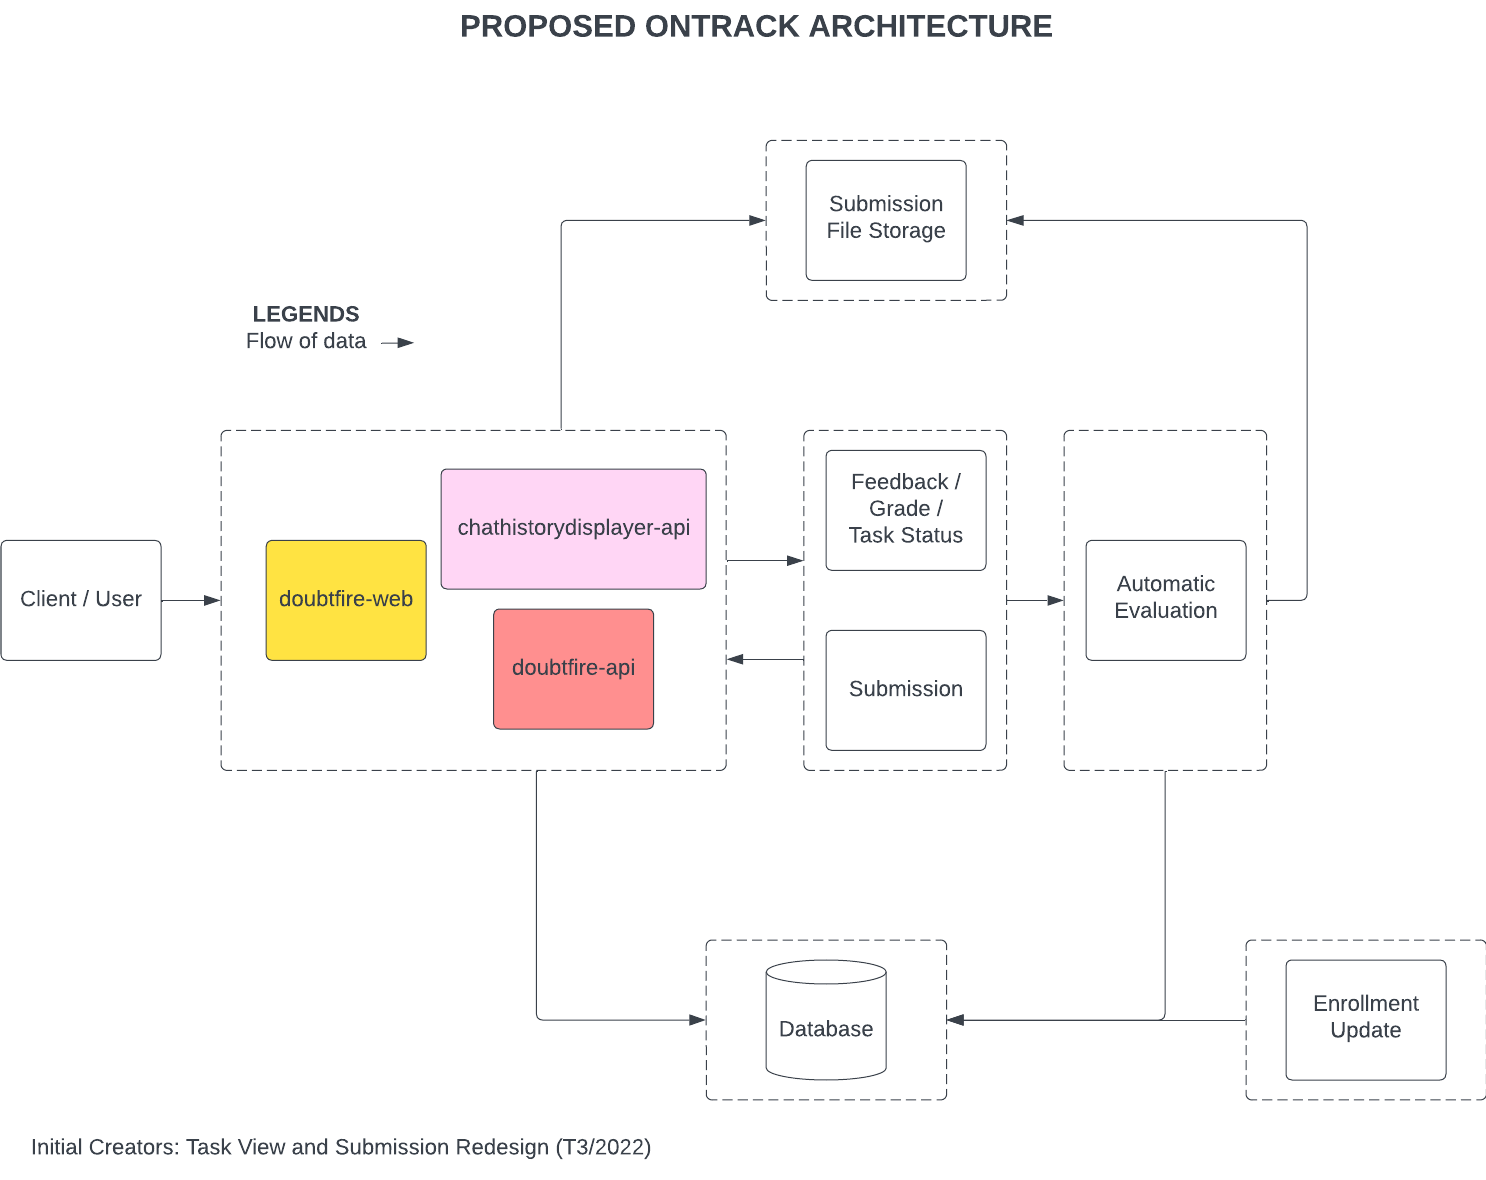 PROPOSED ONTRACK ARCHITECTURE
Submission
File Storage
LEGENDS
Flow of data
chathistorydisplayer-api
Feedback /
Grade /
Task Status
Client / User
doubtfire-web
Automatic
Evaluation
doubtfire-api
Submission
Database
Enrollment
Update
Initial Creators: Task View and Submission Redesign (T3/2022)